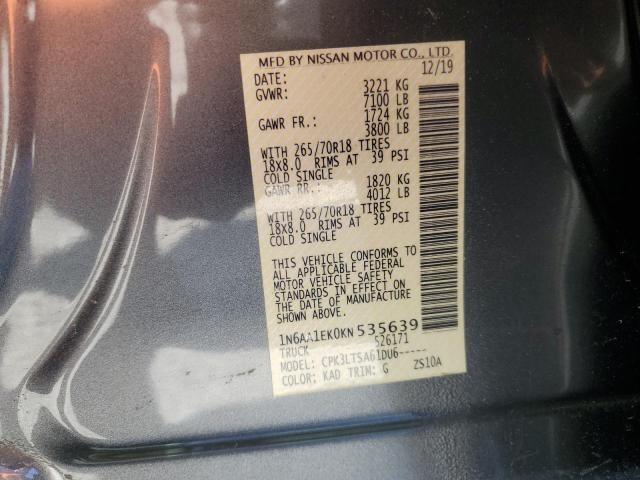 MFD BY NISSAN MOTOR CO., LTD.
DATE: 12/19
GVWR: 3221 KG
7100 LB
GAWR FR.: 1724 KG
3800 LB
WITH 265/70R18 TIRES
18x8.0 RIMS AT 39 PSI
COLD SINGLE
GAWR RR.: 1820 KG
4012 LB
WITH 265/70R18 TIRES
18x8.0 RIMS AT 39 PSI
COLD SINGLE
THIS VEHICLE CONFORMS TO
ALL APPLICABLE FEDERAL
MOTOR VEHICLE SAFETY
STANDARDS IN EFFECT ON
THE DATE OF MANUFACTURE
SHOWN ABOVE.
1N6AA1EK0KN535639
TRUCK S26171
MODEL: CPK3LTSA61DU6-----
COLOR: KAD TRIM: G ZS10A